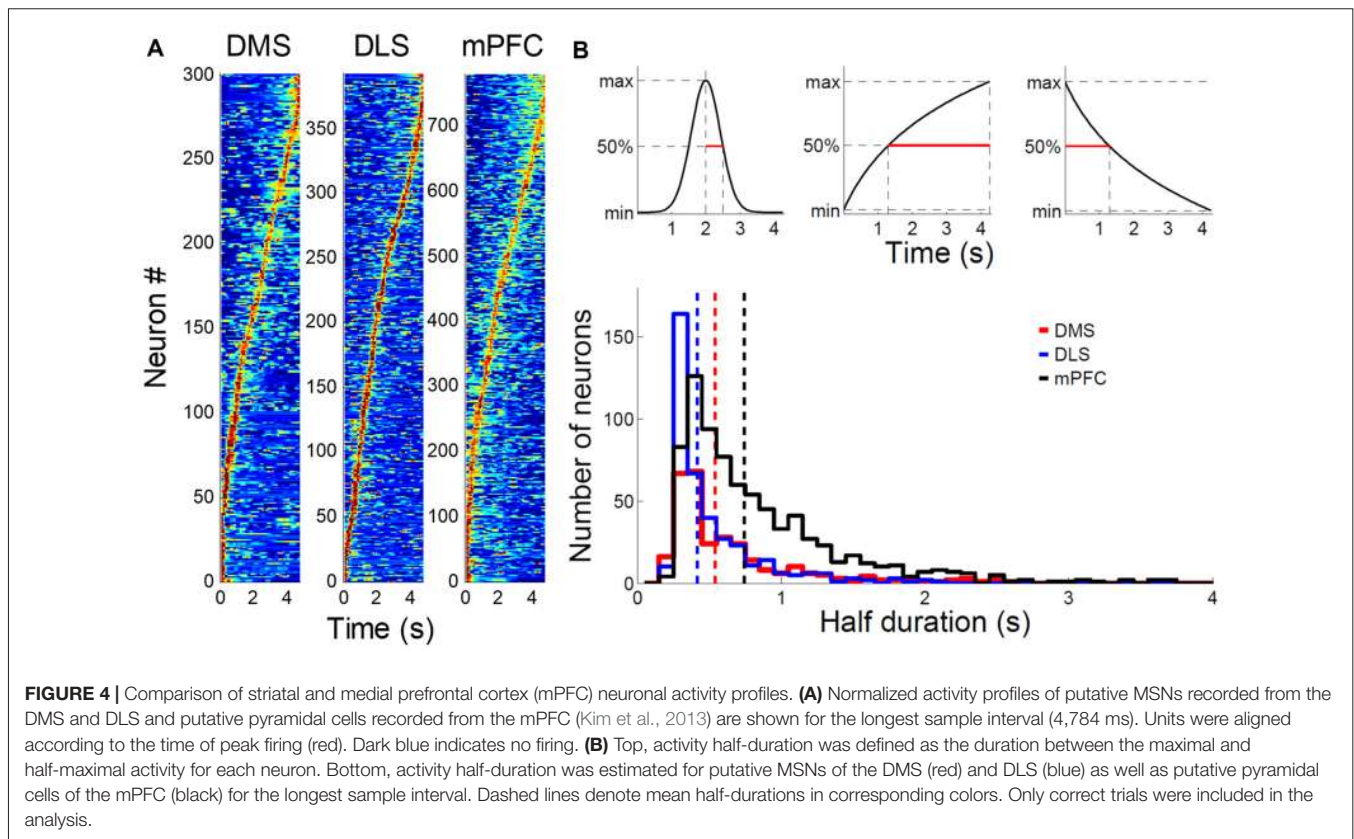 A
DMS DLS mPFC
300
250
200
150
100
50
0
350
300
250
200
150
100
50
0
700
600
500
400
300
200
100
0
Neuron #
0 2 4 0 2 4 0 2 4
Time (s)
B
max
50%
min
1 2 3 4
max
50%
min
1 2 3 4
max
50%
min
1 2 3 4
Time (s)
150
100
50
0
Number of neurons
DMS
DLS
mPFC
0 1 2 3 4
Half duration (s)
FIGURE 4 | Comparison of striatal and medial prefrontal cortex (mPFC) neuronal activity profiles. (A) Normalized activity profiles of putative MSNs recorded from the
DMS and DLS and putative pyramidal cells recorded from the mPFC (Kim et al., 2013) are shown for the longest sample interval (4,784 ms). Units were aligned
according to the time of peak firing (red). Dark blue indicates no firing. (B) Top, activity half-duration was defined as the duration between the maximal and
half-maximal activity for each neuron. Bottom, activity half-duration was estimated for putative MSNs of the DMS (red) and DLS (blue) as well as putative pyramidal
cells of the mPFC (black) for the longest sample interval. Dashed lines denote mean half-durations in corresponding colors. Only correct trials were included in the
analysis.